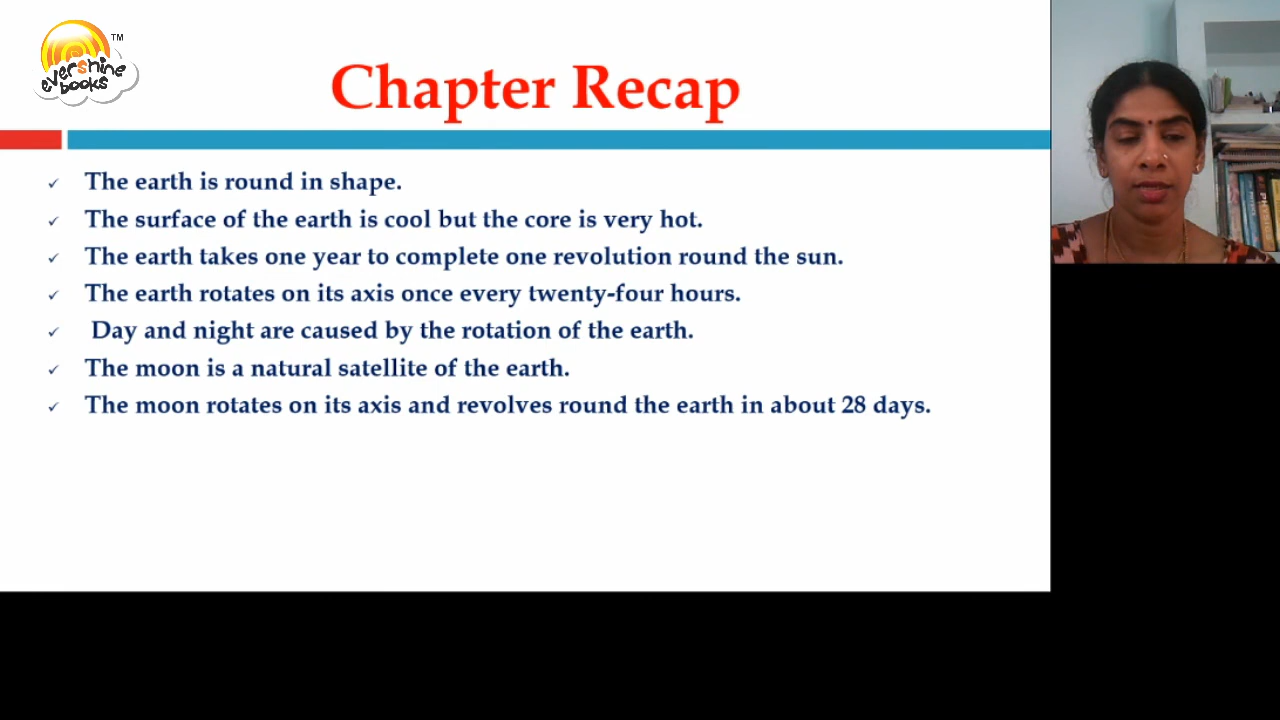 evershine
books
TM
Chapter Recap
✓ The earth is round in shape.
✓ The surface of the earth is cool but the core is very hot.
✓ The earth takes one year to complete one revolution round the sun.
✓ The earth rotates on its axis once every twenty-four hours.
✓ Day and night are caused by the rotation of the earth.
✓ The moon is a natural satellite of the earth.
✓ The moon rotates on its axis and revolves round the earth in about 28 days.